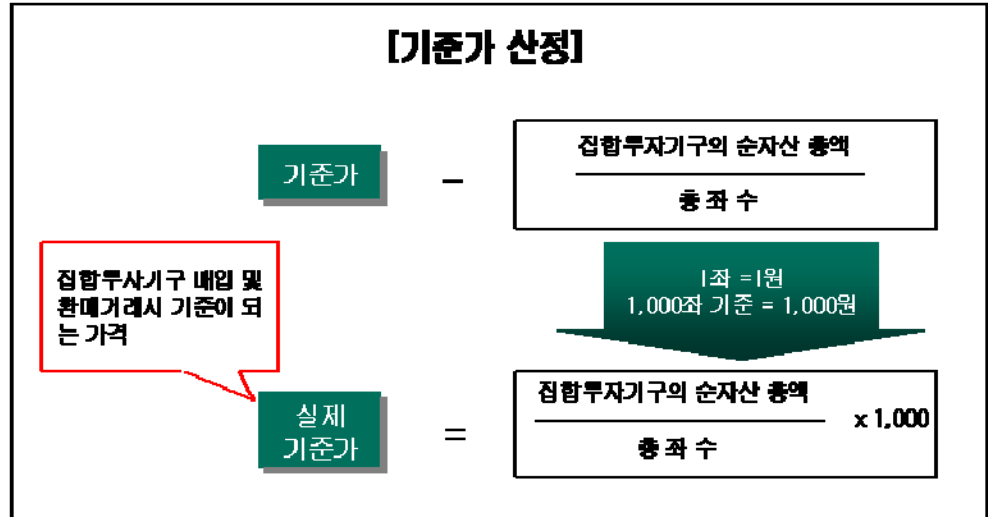 [기준가 산정]
기준가
–
집합투자기구의 순자산 총액
총 좌 수
집합투자기구 매입 및
환매거래시 기준이 되
는 가격
1좌 =1원
1,000좌 기준 = 1,000원
실제
기준가
=
집합투자기구의 순자산 총액
총 좌 수
x 1,000